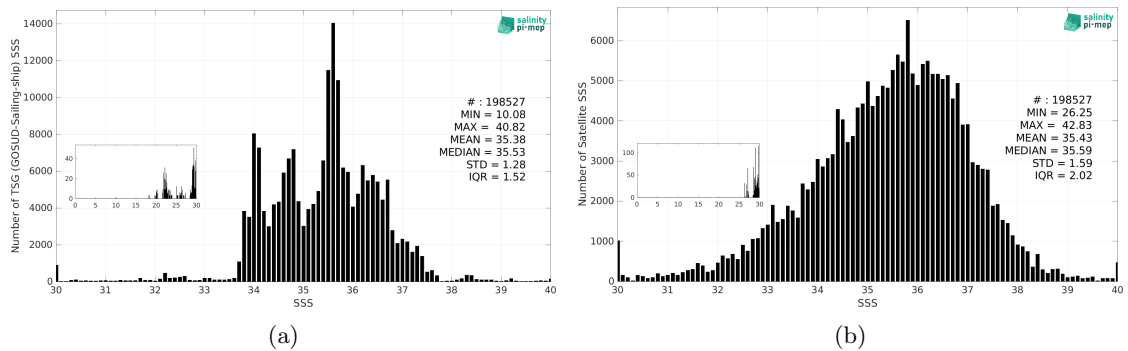 14000
12000
10000
8000
6000
4000
2000
0
Number of TSG (GOSUD-Sailing-ship) SSS
salinity
pi-mep
# : 198527
MIN = 10.08
MAX = 40.82
MEAN = 35.38
MEDIAN = 35.53
STD = 1.28
IQR = 1.52
40
20
0
0 5 10 15 20 25 30
30 31 32 33 34 35 36 37 38 39 40
SSS
(a)
6000
5000
4000
3000
2000
1000
0
Number of Satellite SSS
salinity
pi-mep
# : 198527
MIN = 26.25
MAX = 42.83
MEAN = 35.43
MEDIAN = 35.59
STD = 1.59
IQR = 2.02
100
50
0
0 5 10 15 20 25 30
30 31 32 33 34 35 36 37 38 39 40
SSS
(b)